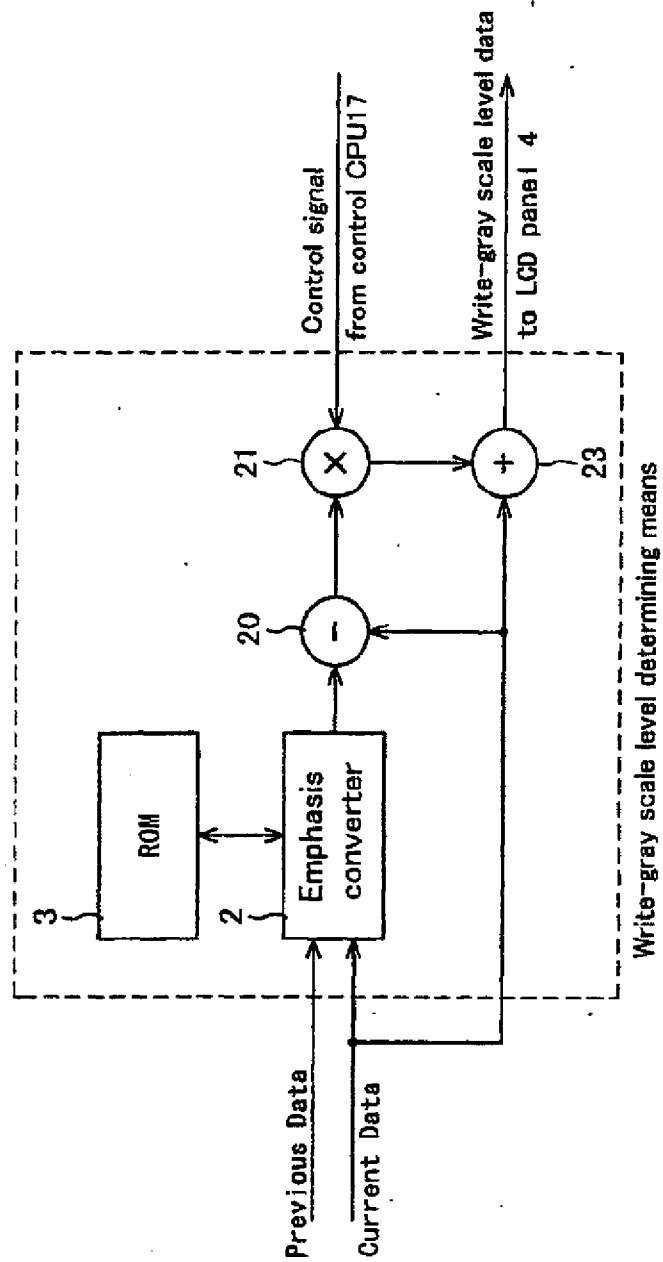 Previous Data
Current Data
3
ROM
2
Emphasis
converter
20
-
21
×
23
+
Control signal
from control CPU17
Write-gray scale level data
to LCD panel 4
Write-gray scale level determining means